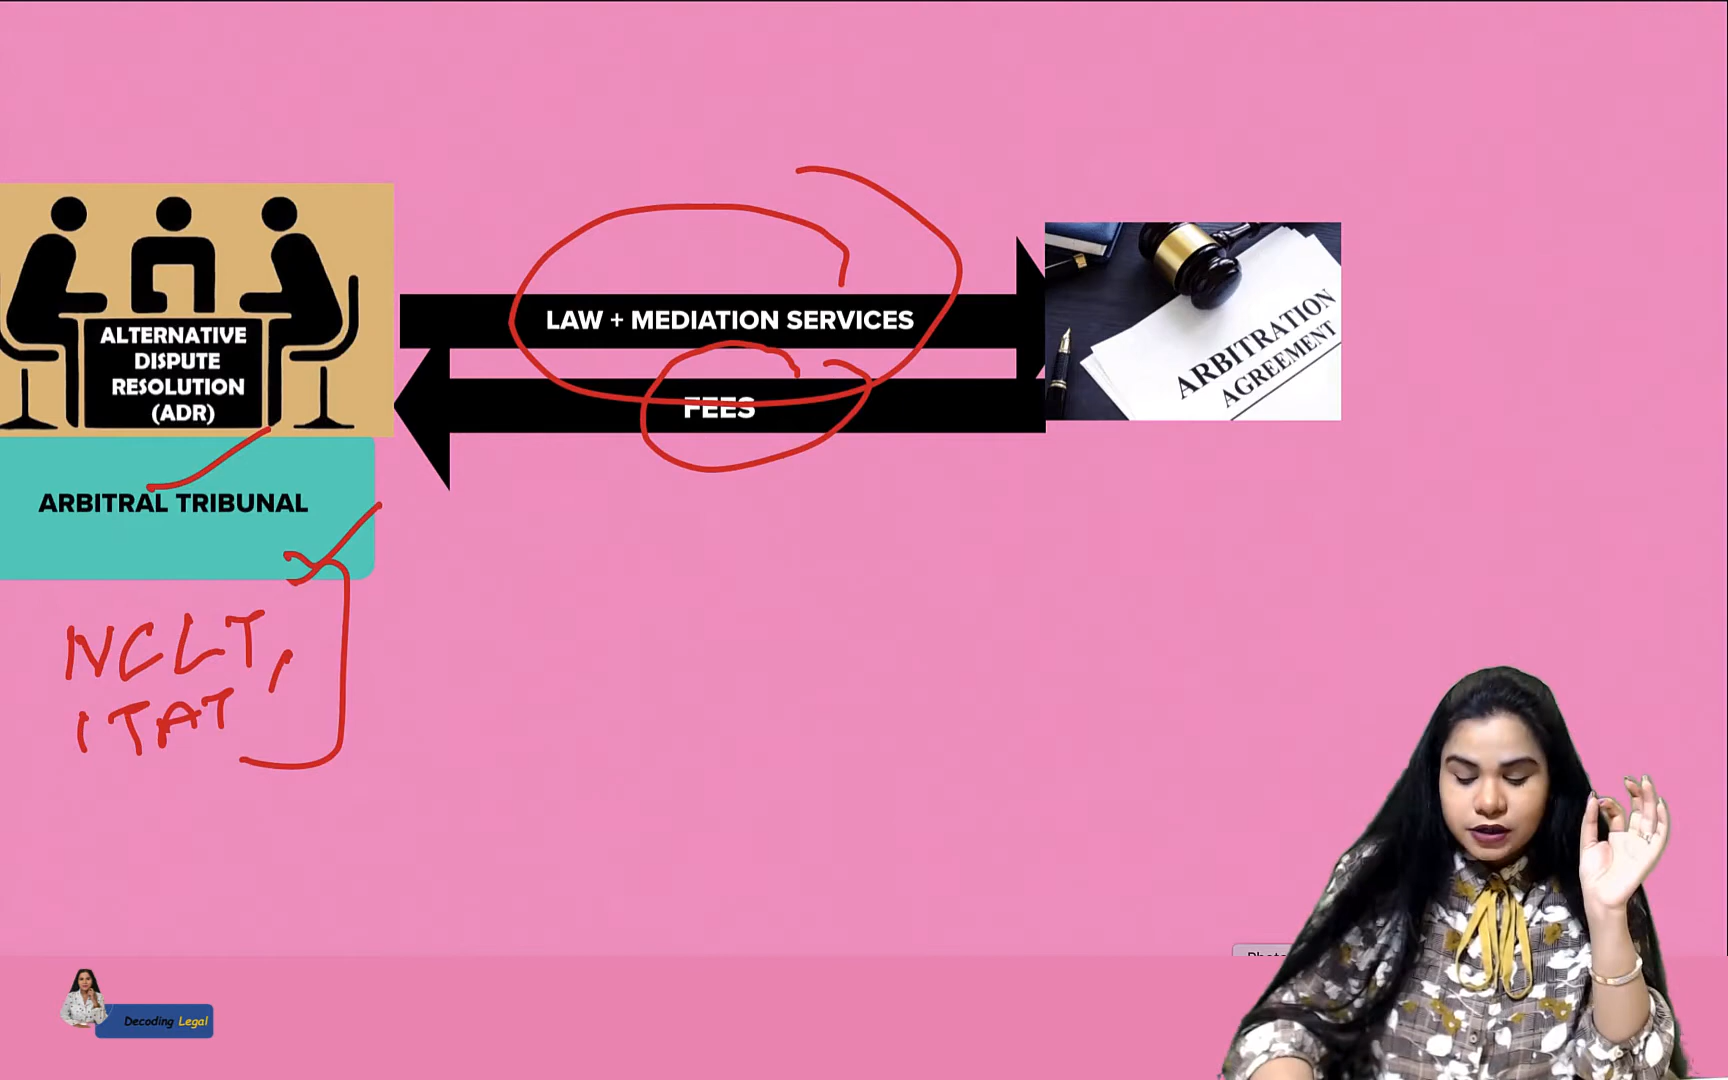 ALTERNATIVE
DISPUTE
RESOLUTION
(ADR)
LAW + MEDIATION SERVICES
FEES
ARBITRATION
AGREEMENT
ARBITRAL TRIBUNAL
NCLT,
ITAT
Decoding Legal